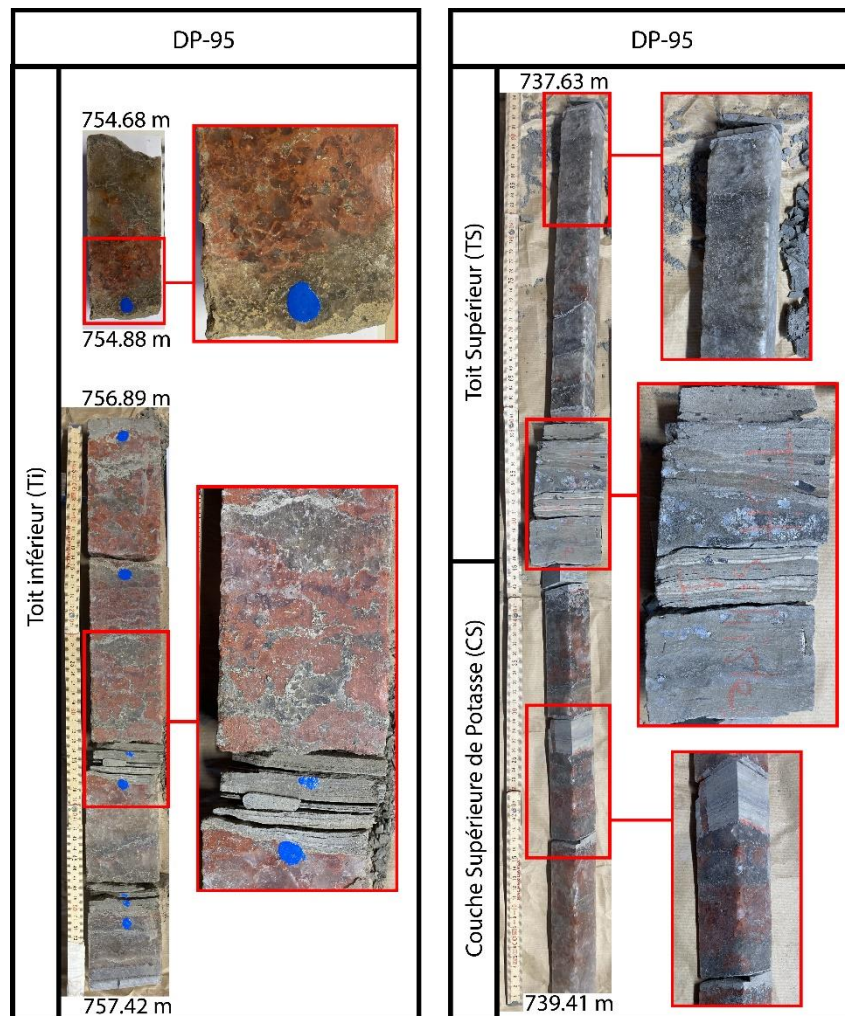 DP-95
754.68 m
754.88 m
756.89 m
757.42 m
Toit inférieur (Ti)
DP-95
737.63 m
739.41 m
Toit Supérieur (TS)
Couche Supérieure de Potasse (CS)